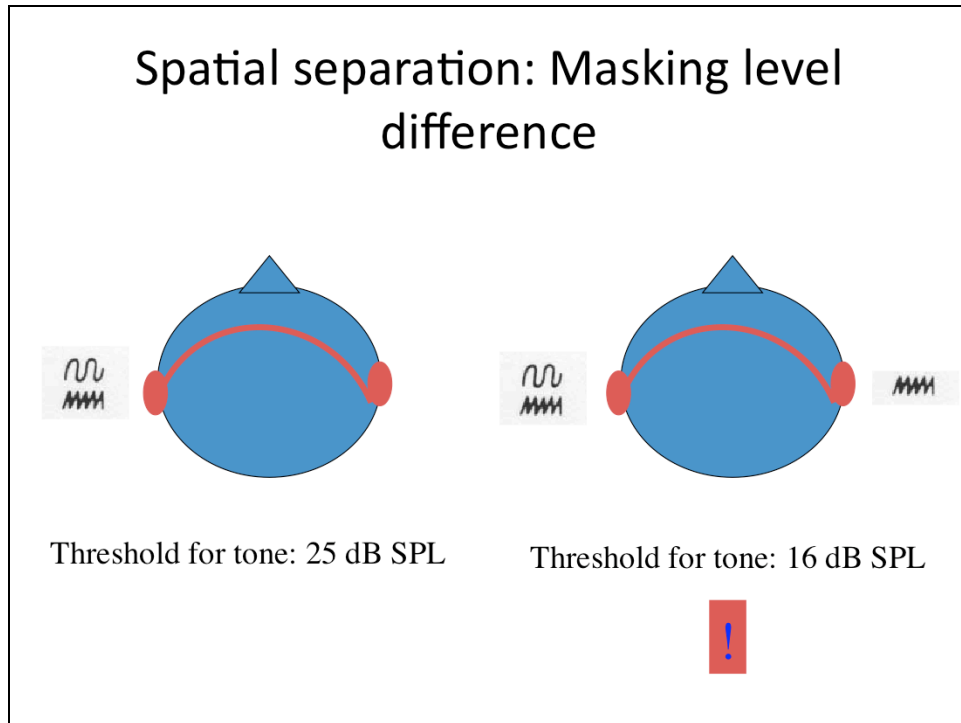 Spatial separation: Masking level
difference
Threshold for tone: 25 dB SPL
Threshold for tone: 16 dB SPL
!